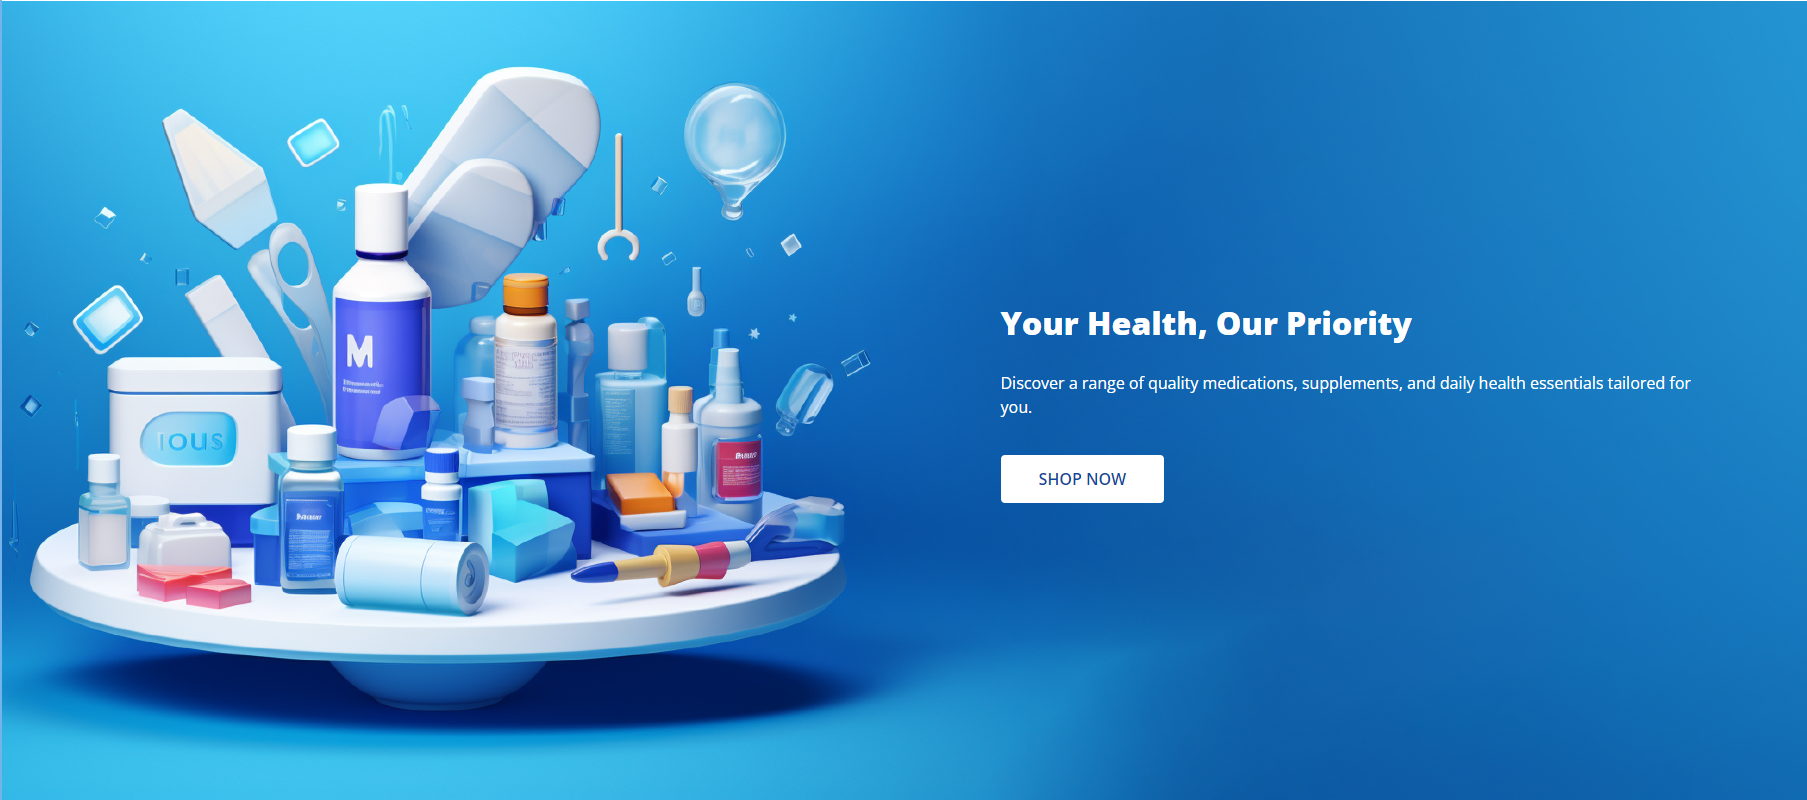 M
IOUS
Your Health, Our Priority
Discover a range of quality medications, supplements, and daily health essentials tailored for
you.
SHOP NOW